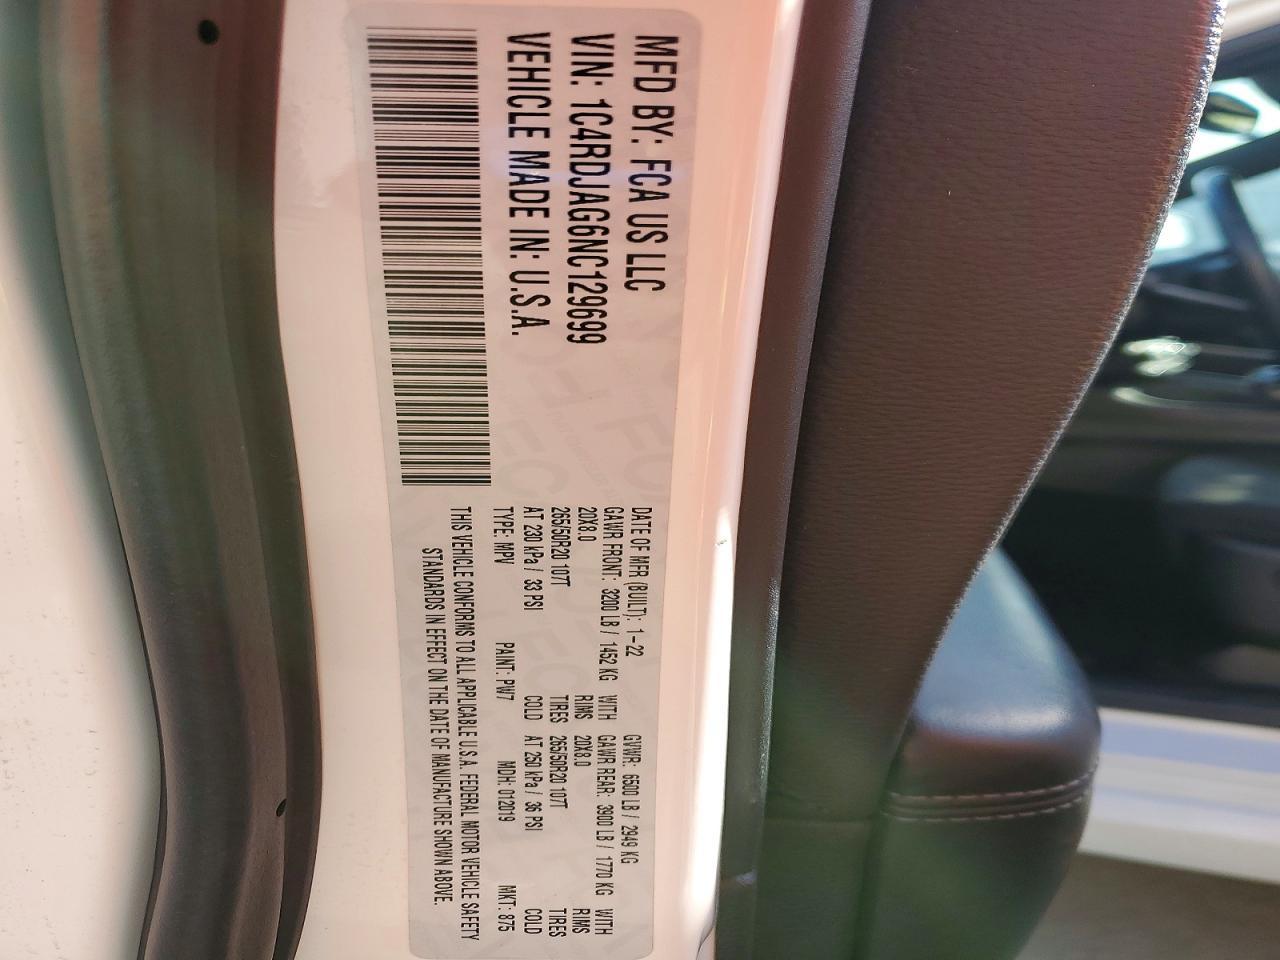 MFD BY: FCA US LLC
VIN: 1C4RDJAG6NC129699
VEHICLE MADE IN: U.S.A.
DATE OF MFR (BUILT): 1-22 GVWR: 6500 LB / 2949 KG
GAWR FRONT: 3200 LB / 1452 KG WITH GAWR REAR: 3900 LB / 1770 KG WITH
20X8.0 RIMS 20X8.0 RIMS
265/50R20 107T TIRES 265/50R20 107T TIRES
AT 230 kPa / 33 PSI COLD AT 250 kPa / 36 PSI COLD
TYPE: MPV PAINT: PW7 MDH: 012019 MKT: 875
THIS VEHICLE CONFORMS TO ALL APPLICABLE U.S.A. FEDERAL MOTOR VEHICLE SAFETY
STANDARDS IN EFFECT ON THE DATE OF MANUFACTURE SHOWN ABOVE.